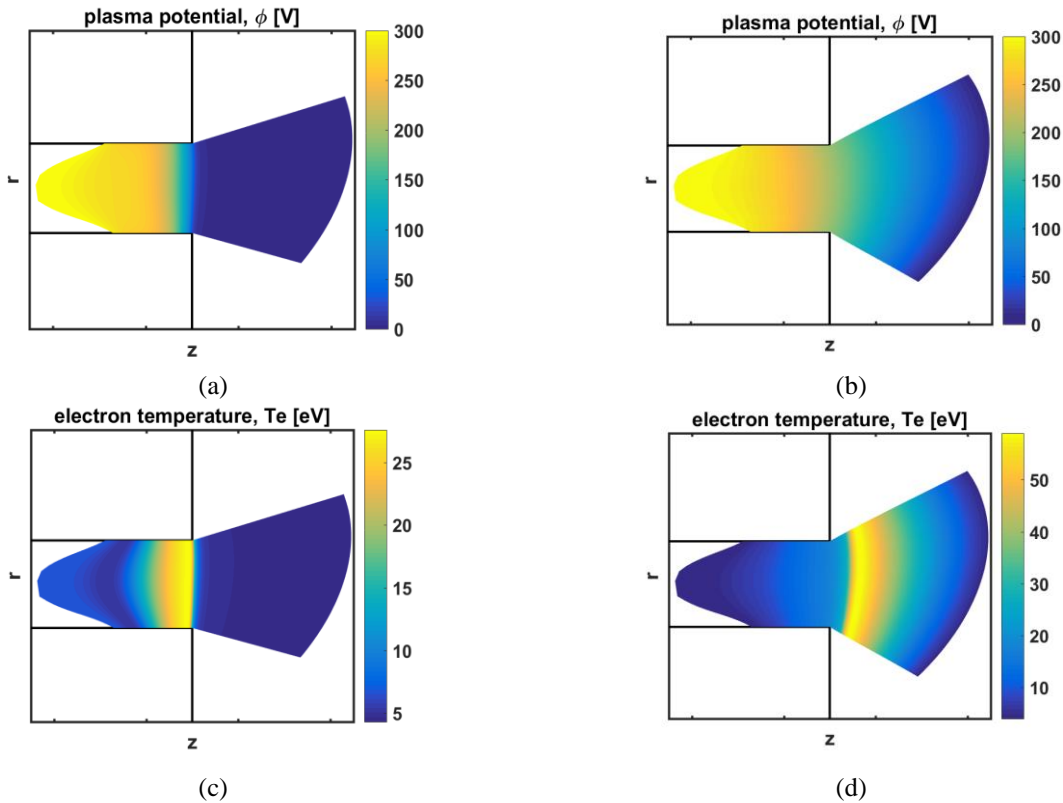 plasma potential, ϕ [V]
r
z
300
250
200
150
100
50
0
(a)
plasma potential, ϕ [V]
r
z
300
250
200
150
100
50
0
(b)
electron temperature, Te [eV]
r
z
25
20
15
10
5
(c)
electron temperature, Te [eV]
r
z
50
40
30
20
10
(d)